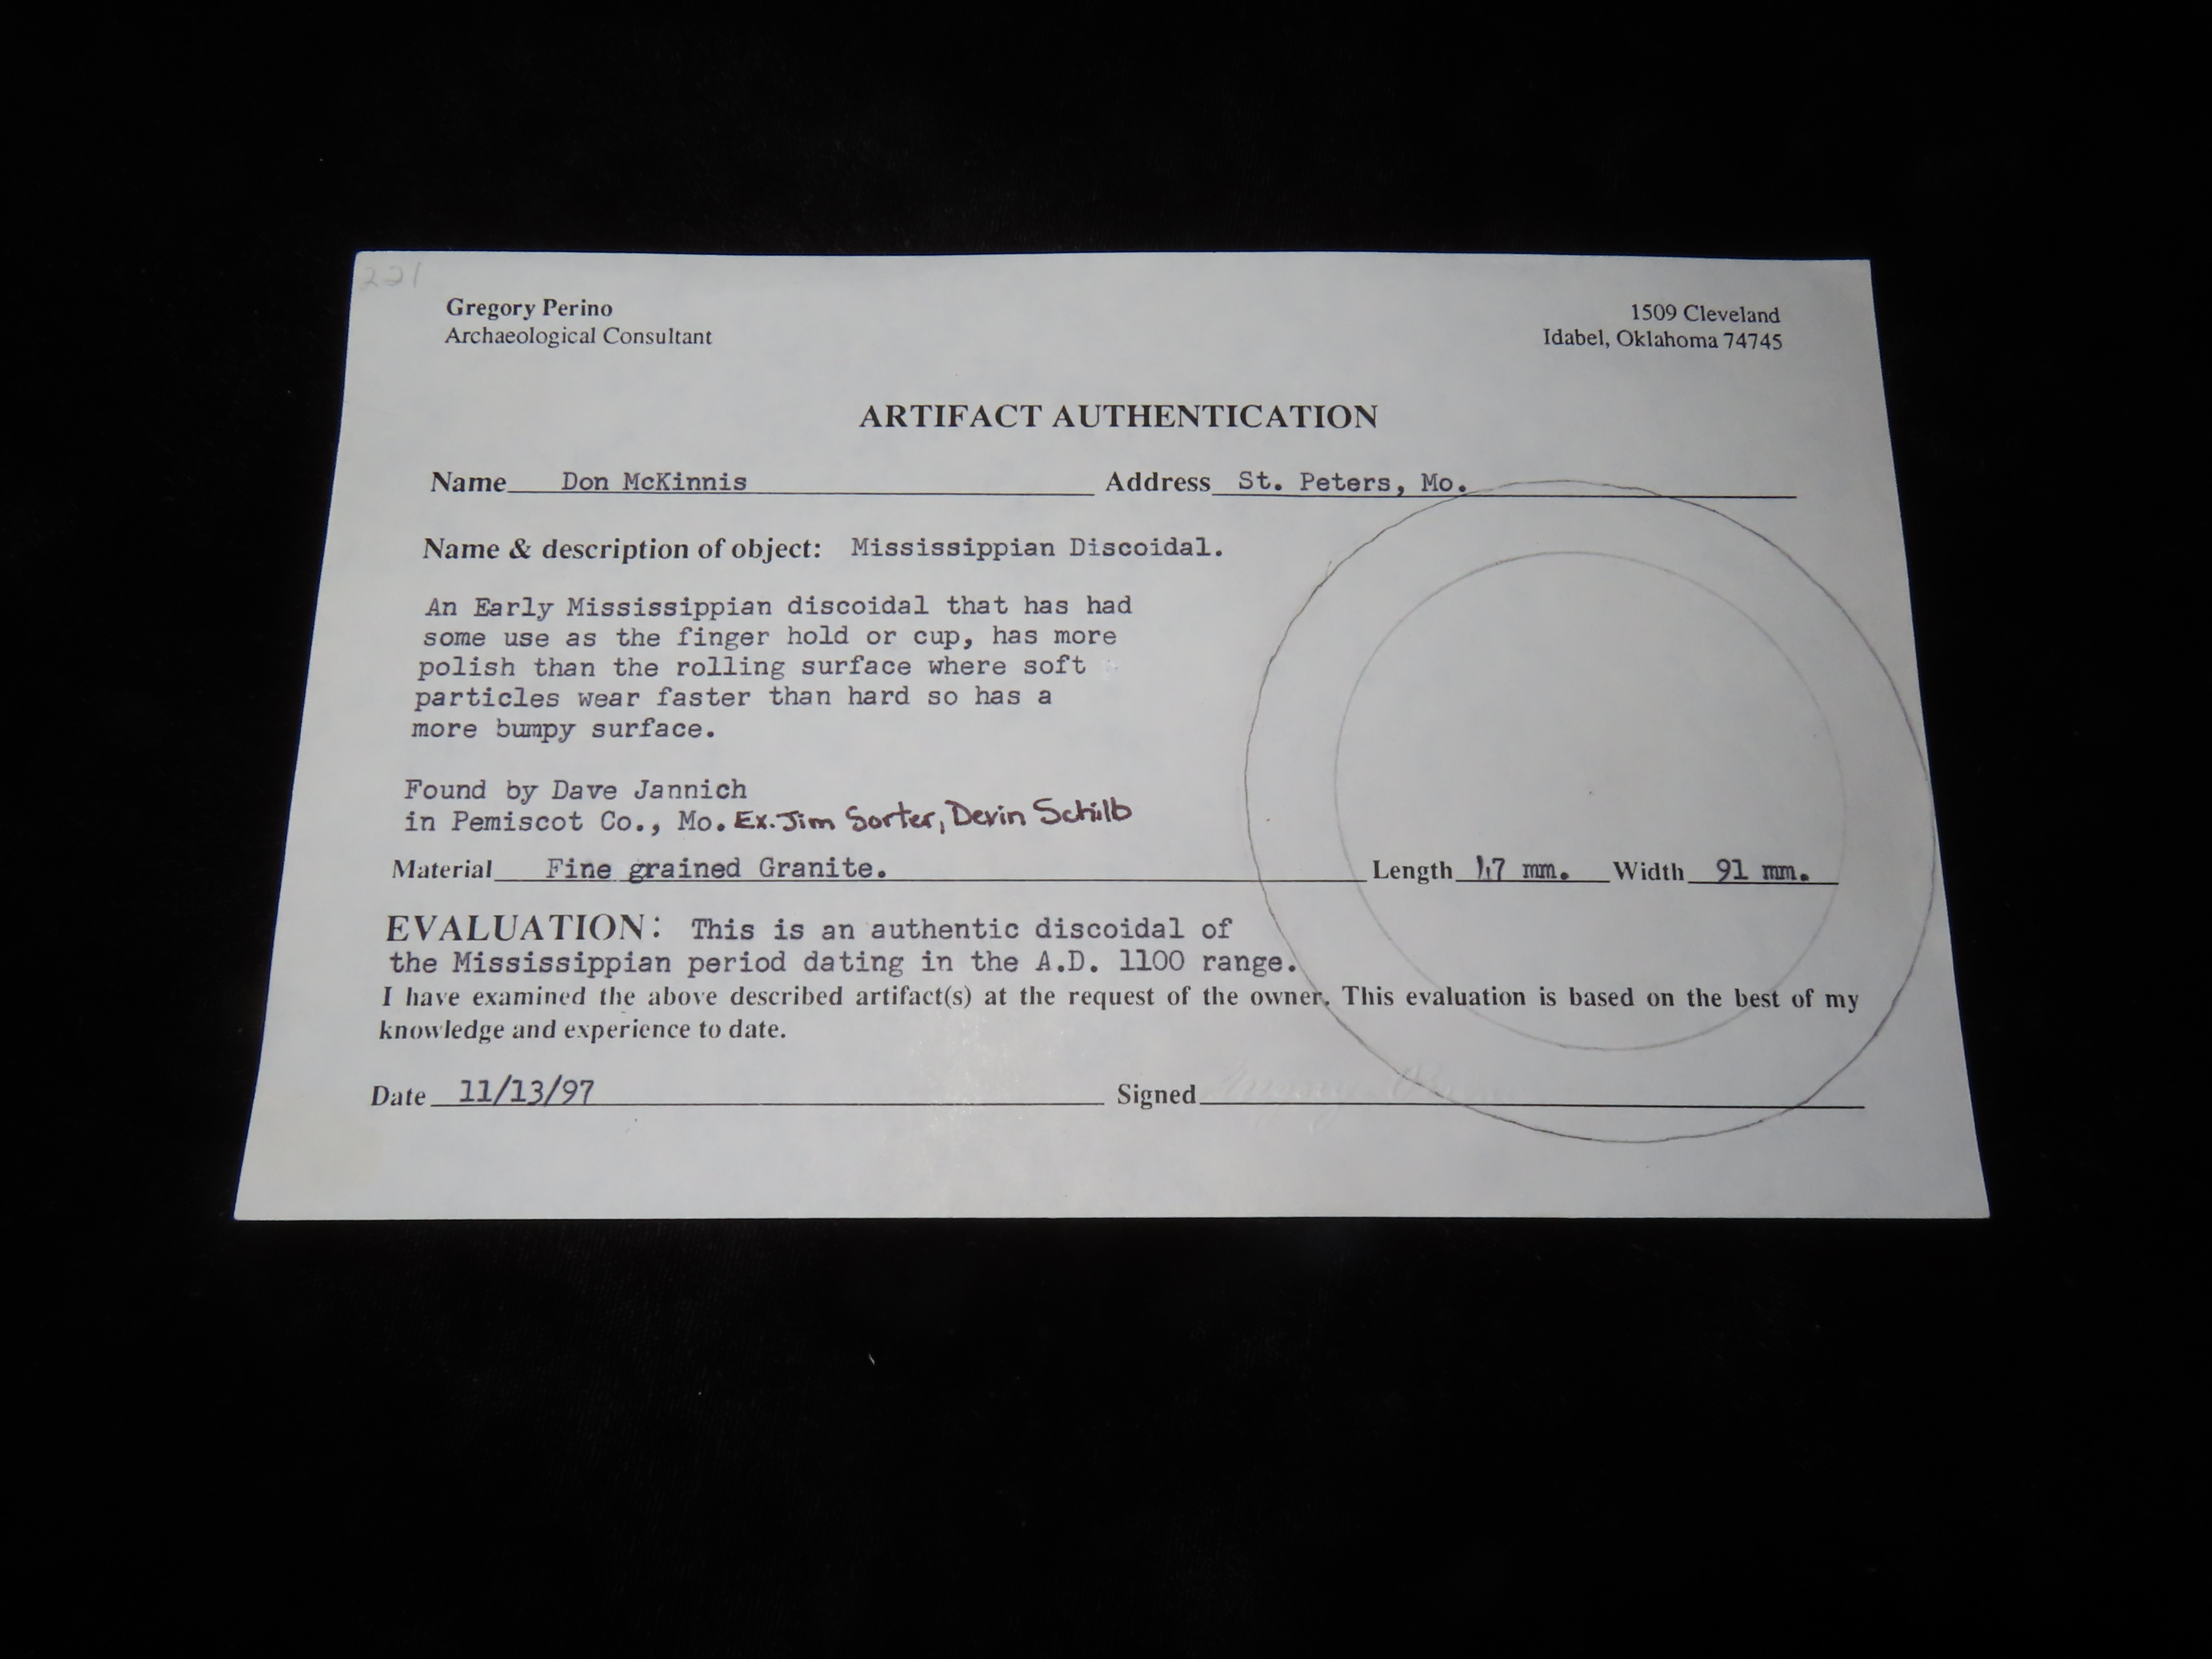 221
Gregory Perino
Archaeological Consultant
1509 Cleveland
Idabel, Oklahoma 74745
ARTIFACT AUTHENTICATION
Name Don McKinnis Address St. Peters, Mo.
Name & description of object: Mississippian Discoidal.
An Early Mississippian discoidal that has had
some use as the finger hold or cup, has more
polish than the rolling surface where soft
particles wear faster than hard so has a
more bumpy surface.
Found by Dave Jannich
in Pemiscot Co., Mo. Ex. Jim Sorter, Devin Schilb
Material Fine grained Granite. Length mm. Width 91 mm.
EVALUATION: This is an authentic discoidal of
the Mississippian period dating in the A.D. 1100 range.
I have examined the above described artifact(s) at the request of the owner. This evaluation is based on the best of my
knowledge and experience to date.
Date 11/13/97 Signed